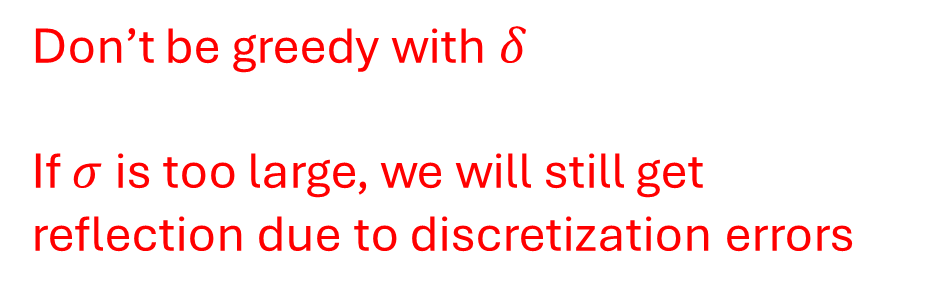 Don’t be greedy with δ
If σ is too large, we will still get
reflection due to discretization errors